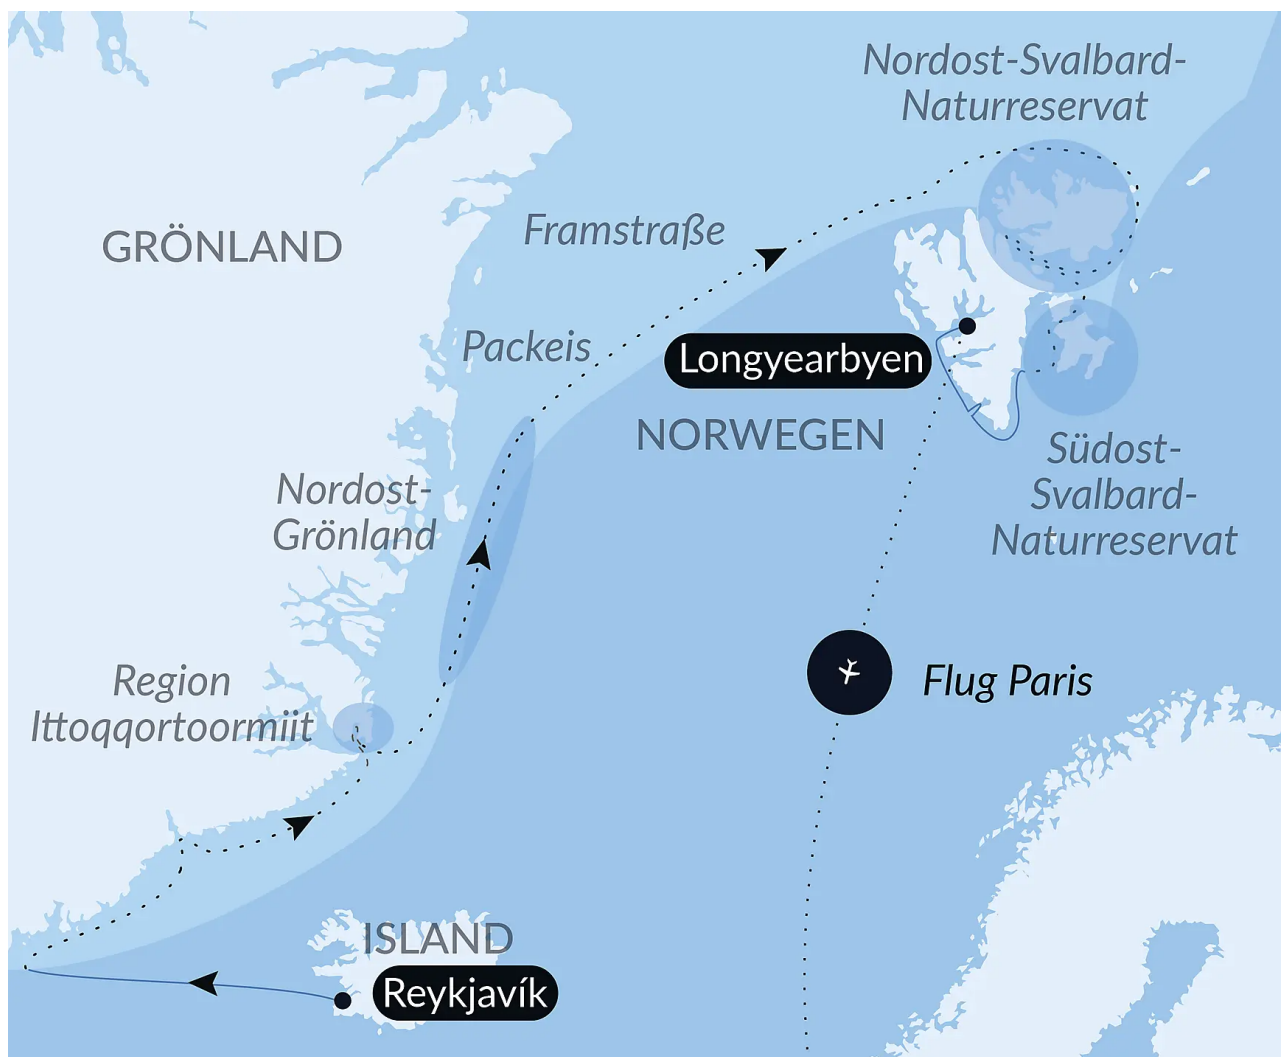 Nordost-Svalbard-
Naturreservat
GRÖNLAND
Framstraße
Packeis
Longyearbyen
NORWEGEN
Südost-
Svalbard-
Naturreservat
Nordost-
Grönland
Region
Ittoqqortoormiit
Flug Paris
ISLAND
Reykjavík